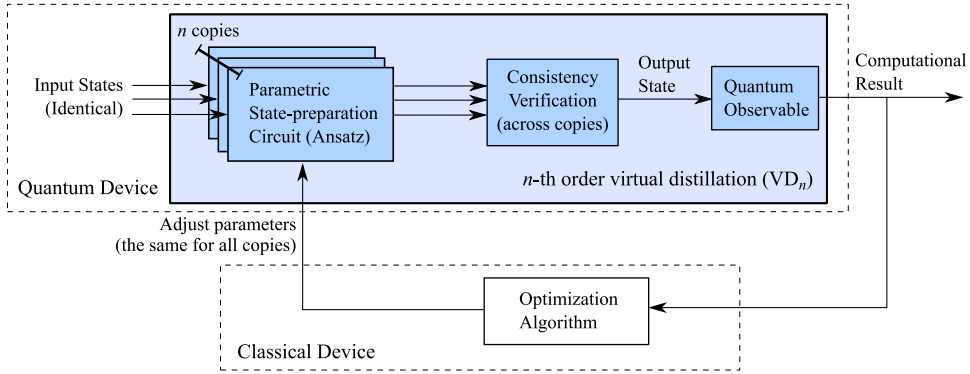 n copies
Input States
(Identical)
Parametric
State-preparation
Circuit (Ansatz)
Consistency
Verification
(across copies)
Output
State
Quantum
Observable
Computational
Result
n-th order virtual distillation (VDn)
Quantum Device
Adjust parameters
(the same for all copies)
Optimization
Algorithm
Classical Device